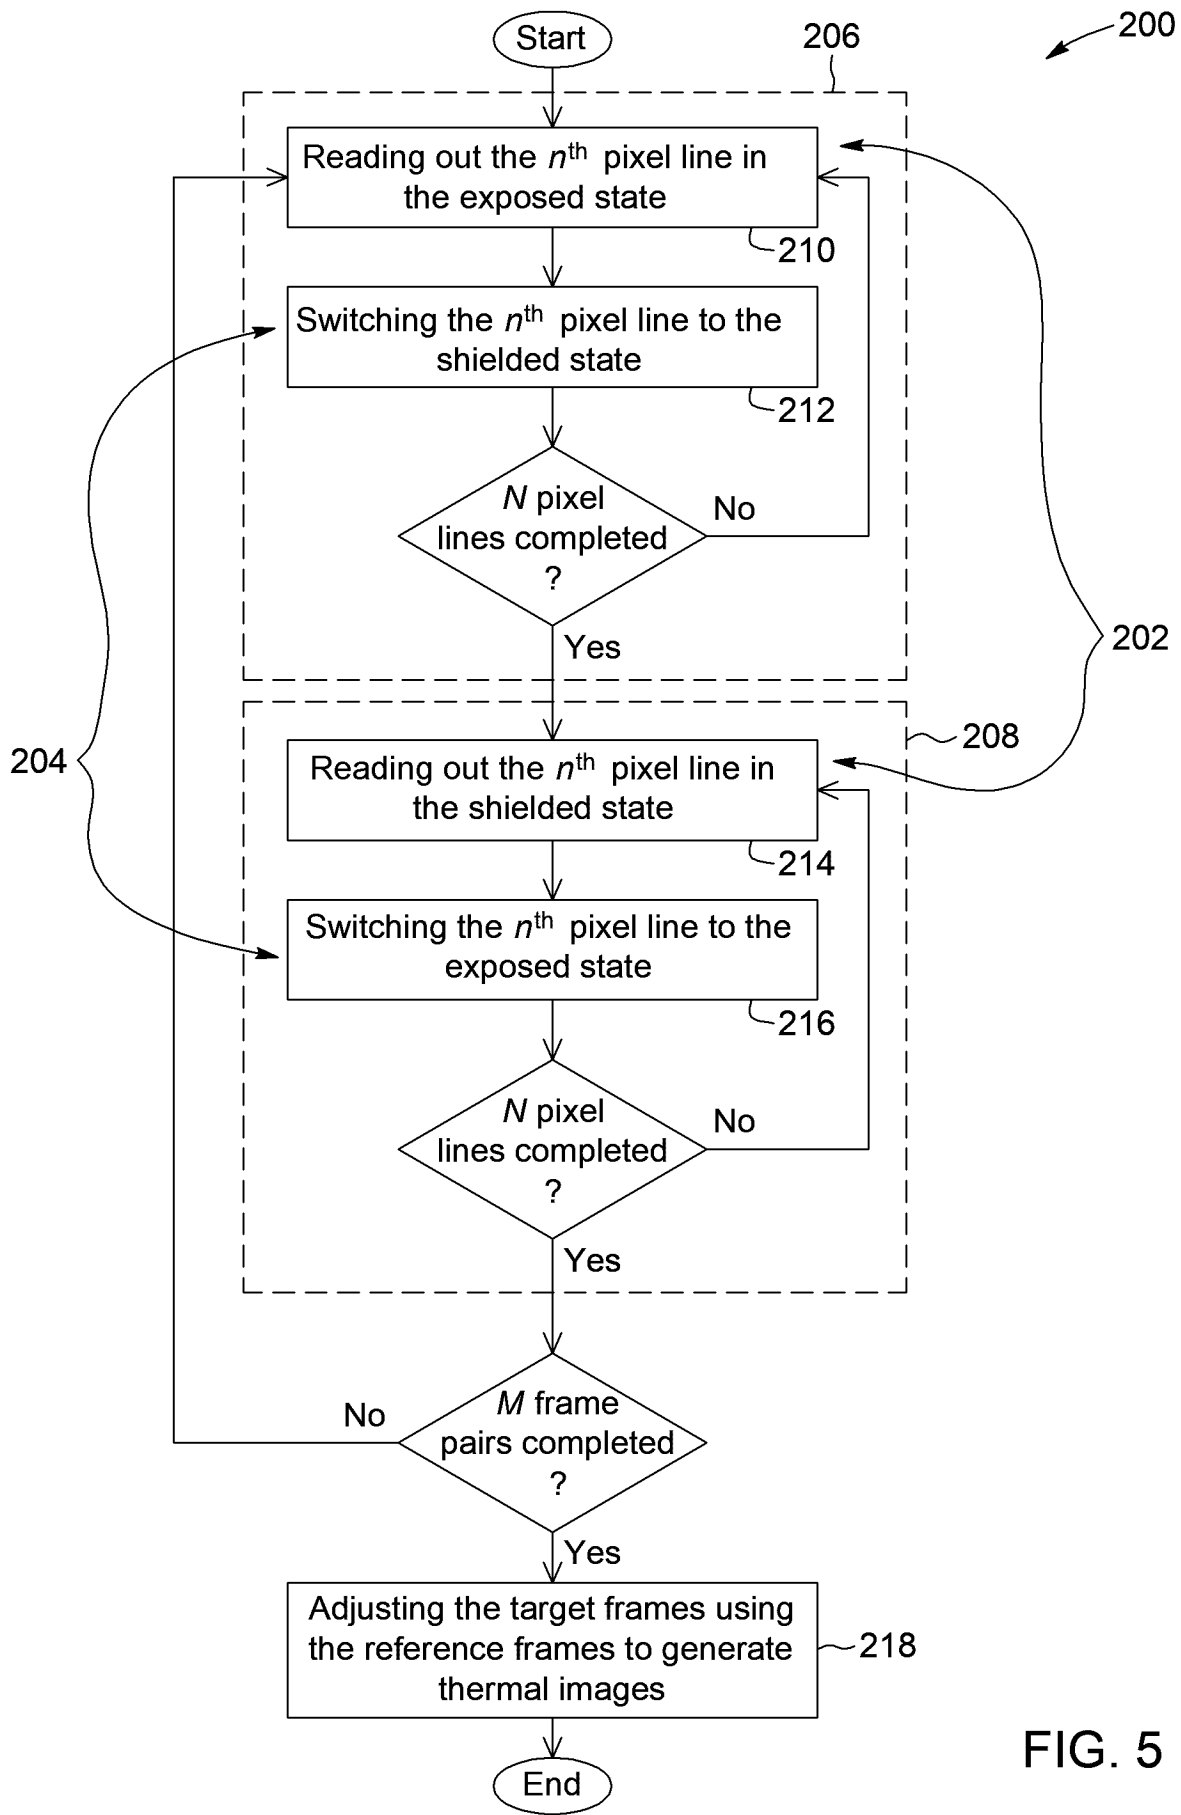 Start
200
206
Reading out the nth pixel line in
the exposed state
210
Switching the nth pixel line to the
shielded state
212
N pixel
lines completed
?
No
Yes
202
204
208
Reading out the nth pixel line in
the shielded state
214
Switching the nth pixel line to the
exposed state
216
N pixel
lines completed
?
No
Yes
M frame
pairs completed
?
No
Yes
Adjusting the target frames using
the reference frames to generate
thermal images
218
End
FIG. 5